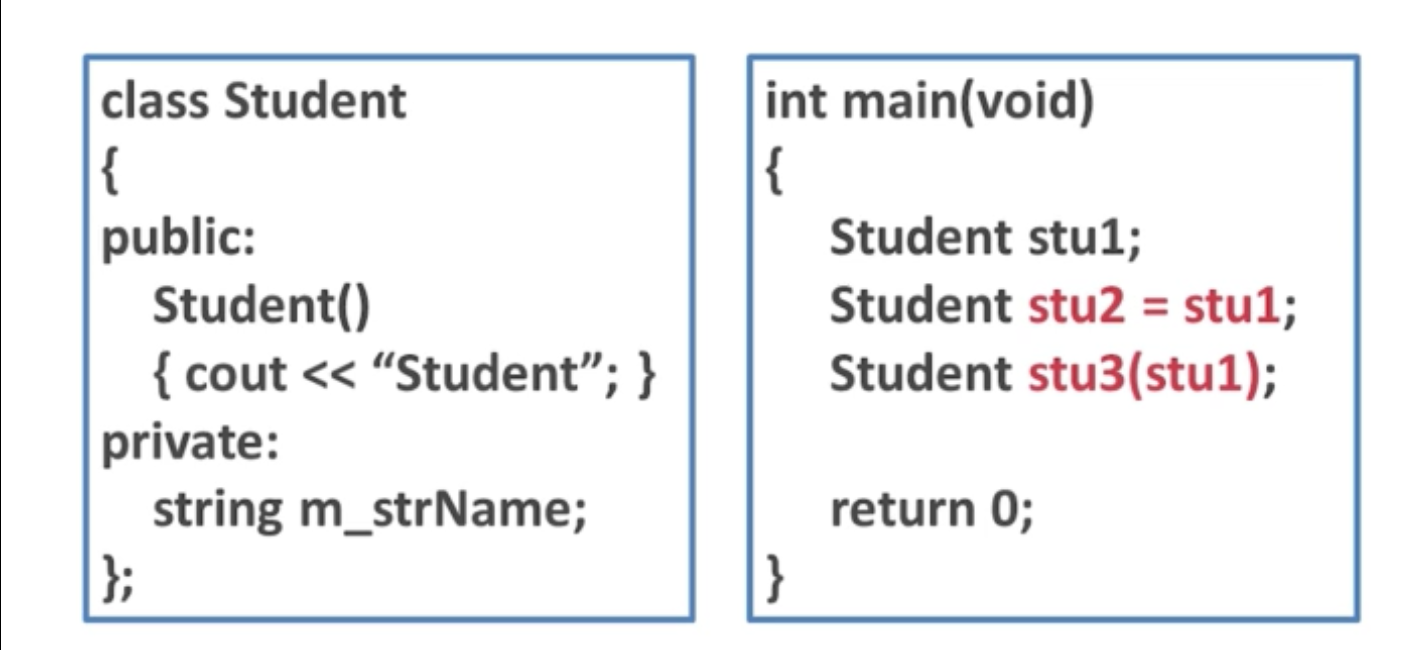 class Student
{
public:
Student()
{ cout << “Student”; }
private:
string m_strName;
};
int main(void)
{
Student stu1;
Student stu2 = stu1;
Student stu3(stu1);
return 0;
}